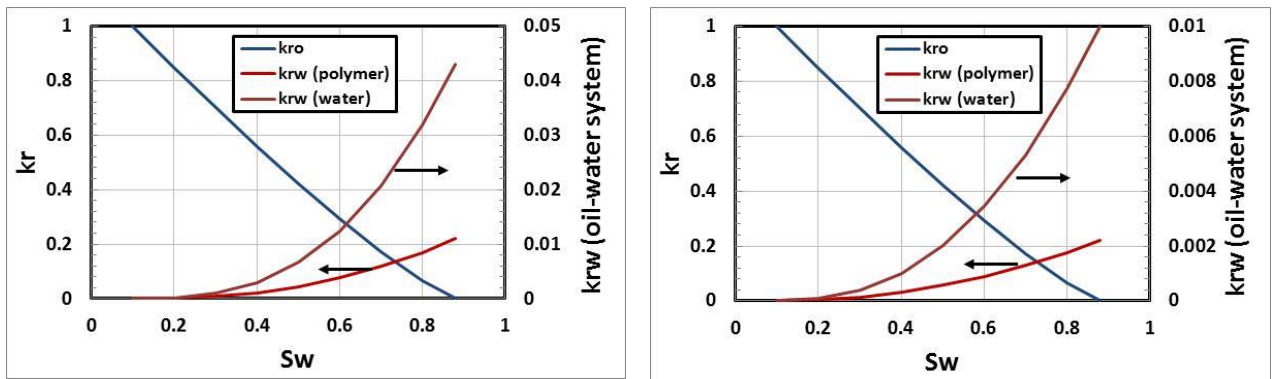 1
0.8
0.6
0.4
0.2
0
kr
kro
krw (polymer)
krw (water)
0.05
0.04
0.03
0.02
0.01
0
krw (oil-water system)
0 0.2 0.4 0.6 0.8 1
Sw
1
0.8
0.6
0.4
0.2
0
kr
kro
krw (polymer)
krw (water)
0.01
0.008
0.006
0.004
0.002
0
krw (oil-water system)
0 0.2 0.4 0.6 0.8 1
Sw